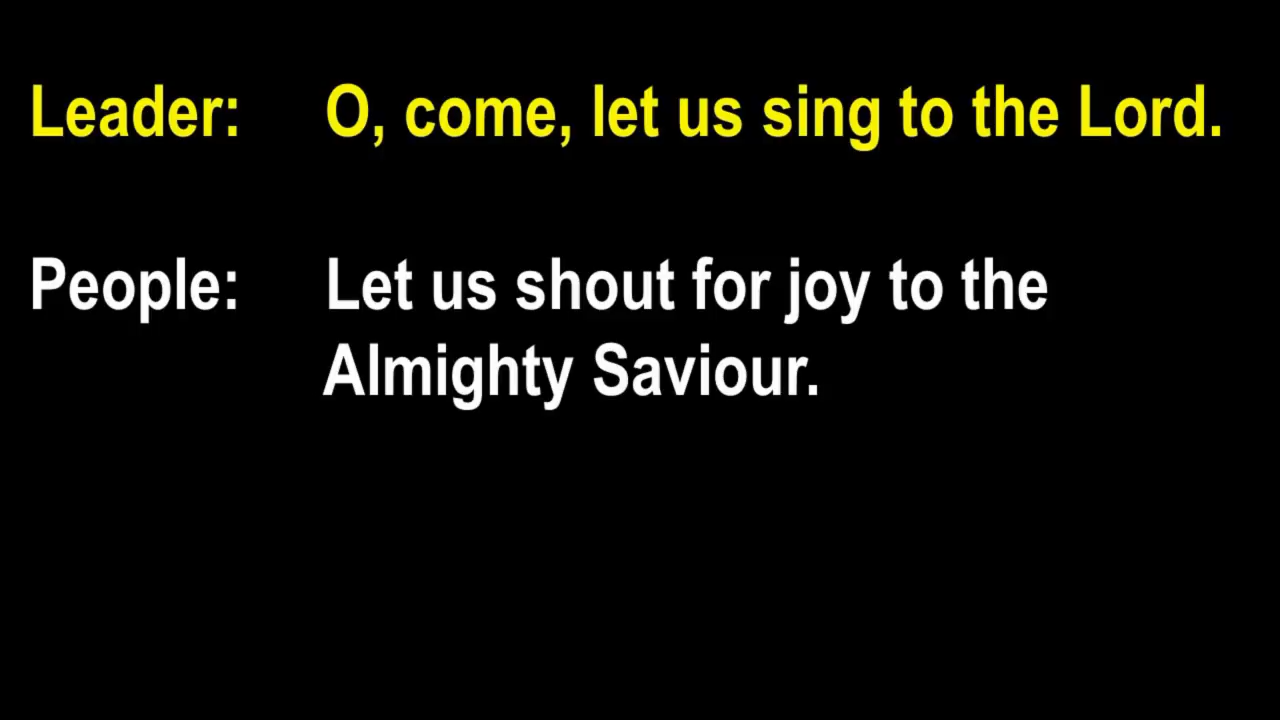 Leader: O, come, let us sing to the Lord.
People: Let us shout for joy to the
Almighty Saviour.